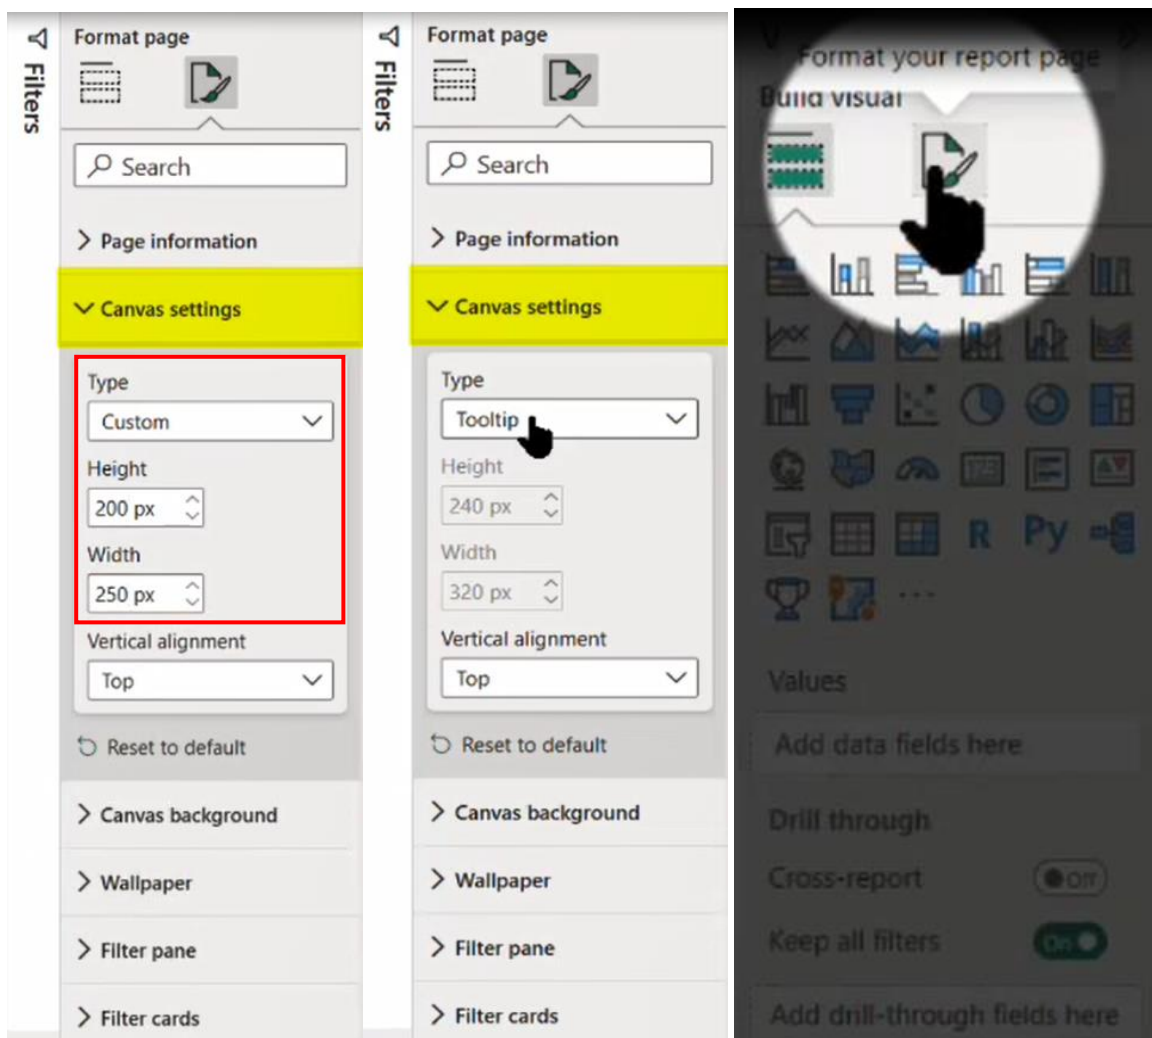 Filters
Format page
Search
Page information
Canvas settings
Type
Custom
Height
200 px
Width
250 px
Vertical alignment
Top
Reset to default
Canvas background
Wallpaper
Filter pane
Filter cards
Filters
Format page
Search
Page information
Canvas settings
Type
Tooltip
Height
240 px
Width
320 px
Vertical alignment
Top
Reset to default
Canvas background
Wallpaper
Filter pane
Filter cards
Format your report page
Build visual
123
R Py
...
Values
Add data fields here
Drill through
Cross-report
Off
Keep all filters
On
Add drill-through fields here